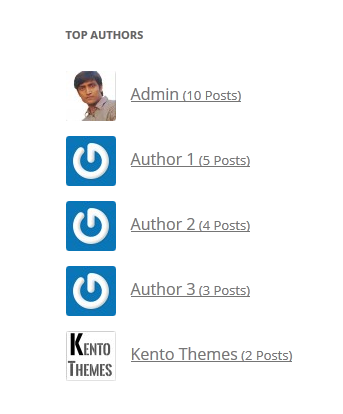 TOP AUTHORS
Admin (10 Posts)
Author 1 (5 Posts)
Author 2 (4 Posts)
Author 3 (3 Posts)
KENTO
THEMES
Kento Themes (2 Posts)